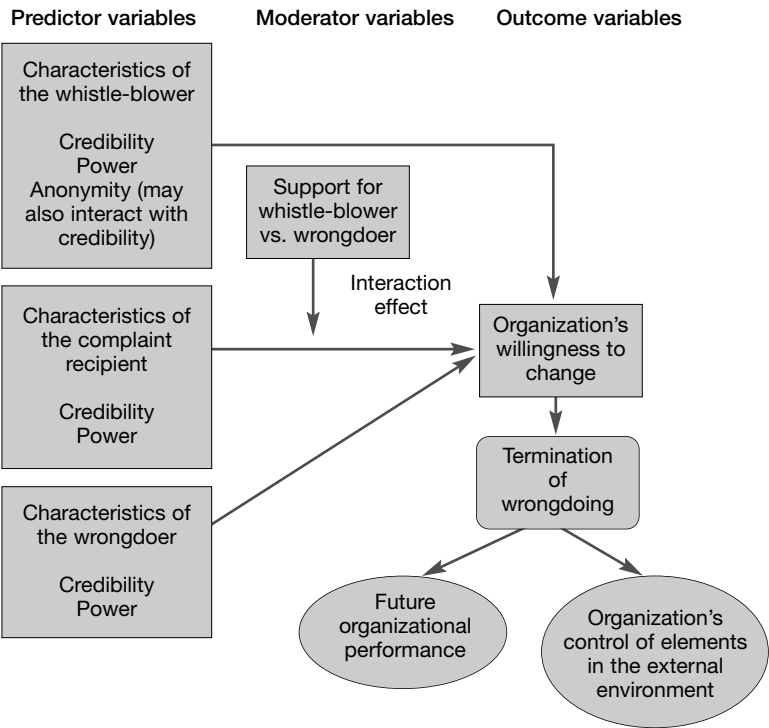 Predictor variables
Moderator variables
Outcome variables
Characteristics of
the whistle-blower
Credibility
Power
Anonymity (may
also interact with
credibility)
Support for
whistle-blower
vs. wrongdoer
Interaction
effect
Characteristics of
the complaint
recipient
Credibility
Power
Organization’s
willingness to
change
Termination
of
wrongdoing
Characteristics of
the wrongdoer
Credibility
Power
Future
organizational
performance
Organization’s
control of elements
in the external
environment